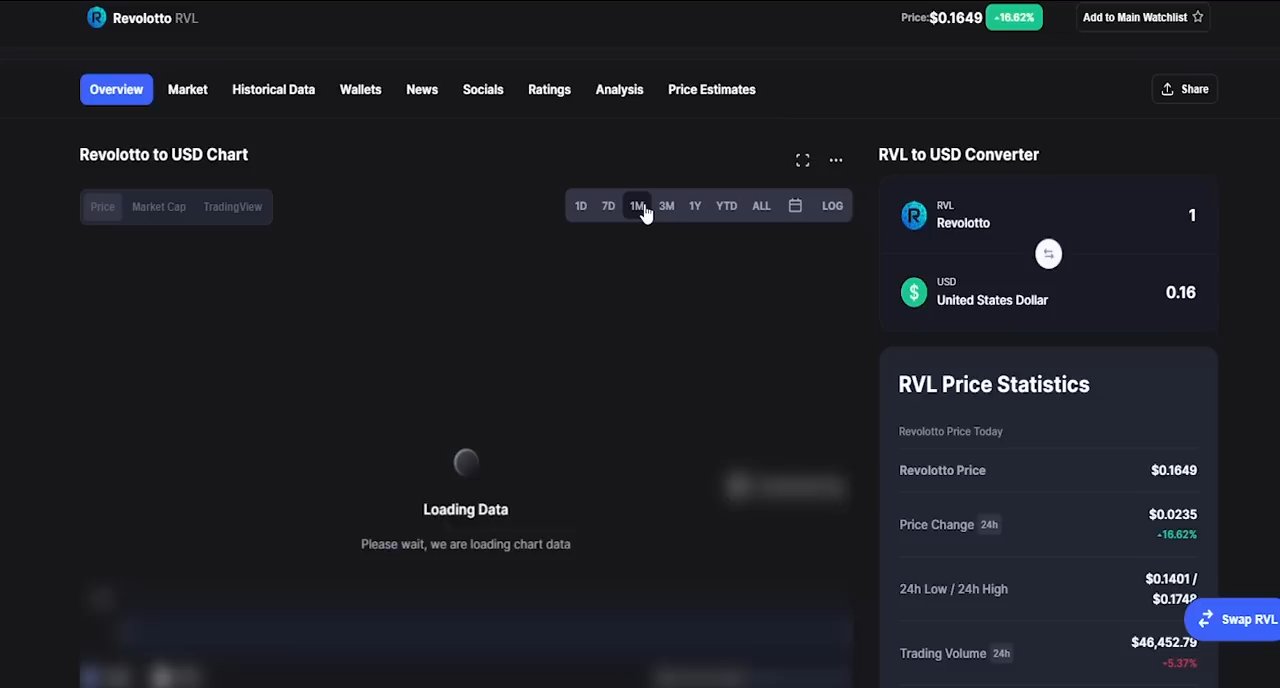 Revolotto RVL
Price:$0.1649 16.62%
Add to Main Watchlist
Overview Market Historical Data Wallets News Socials Ratings Analysis Price Estimates
Share
Revolotto to USD Chart
Price Market Cap TradingView
1D 7D 1M 3M 1Y YTD ALL LOG
Loading Data
Please wait, we are loading chart data
RVL to USD Converter
RVL
Revolotto 1
USD
United States Dollar 0.16
RVL Price Statistics
Revolotto Price Today
Revolotto Price $0.1649
Price Change 24h $0.0235
16.62%
24h Low / 24h High $0.1401 /
$0.1748
Swap RVL
Trading Volume 24h $46,452.79
-5.37%